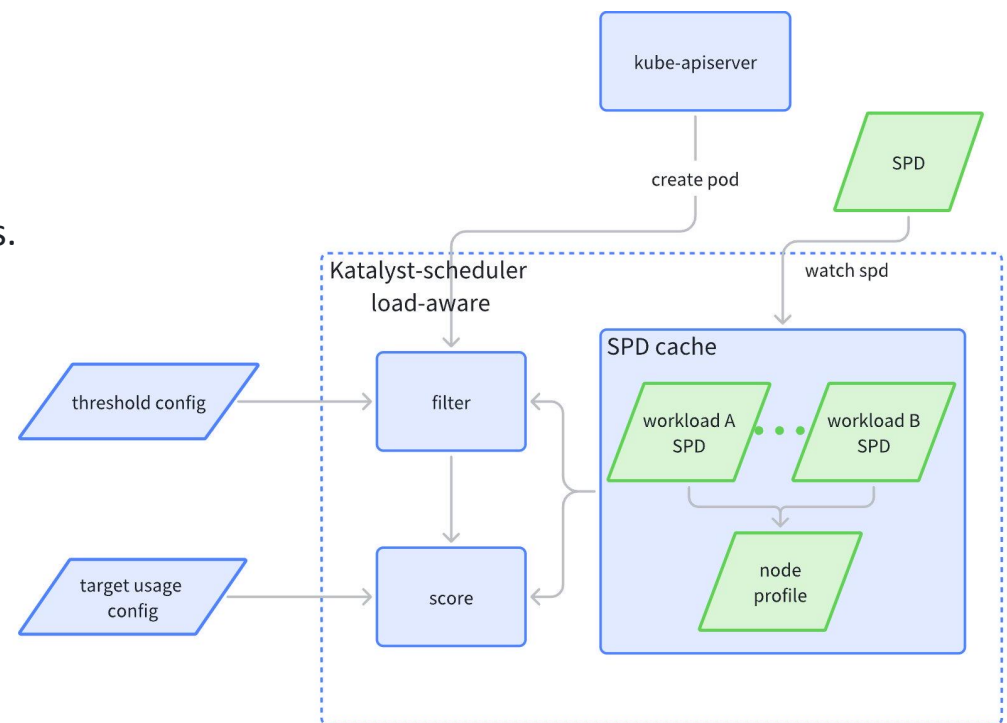 kube-apiserver
SPD
create pod
s.
Katalyst-scheduler
load-aware
watch spd
SPD cache
threshold config
filter
workload A
SPD
workload B
SPD
target usage
config
score
node
profile